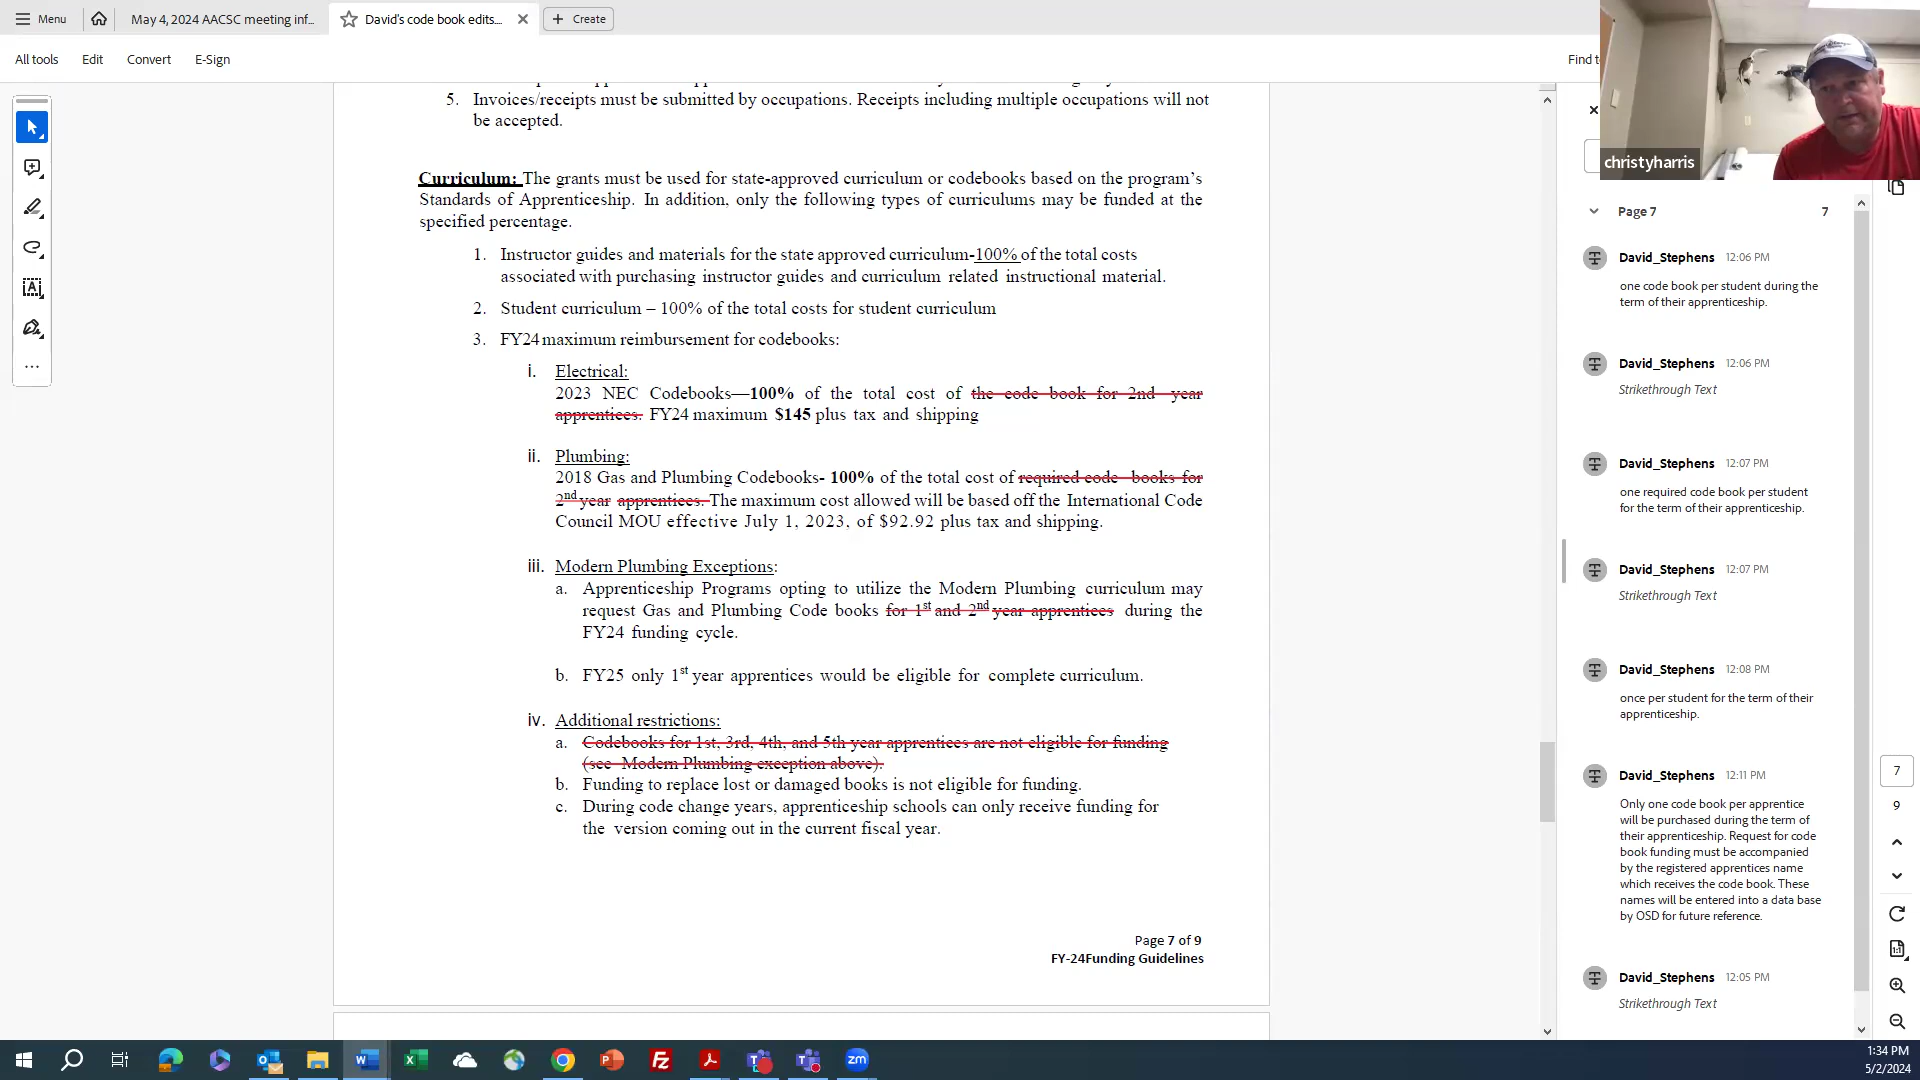 Menu
May 4, 2024 AACSC meeting inf...
David's code book edits...
Create
All tools
Edit
Convert
E-Sign
Find t
christyharris
5. Invoices/receipts must be submitted by occupations. Receipts including multiple occupations will not
be accepted.
Curriculum: The grants must be used for state-approved curriculum or codebooks based on the program's
Standards of Apprenticeship. In addition, only the following types of curriculums may be funded at the
specified percentage.
1. Instructor guides and materials for the state approved curriculum-100% of the total costs
associated with purchasing instructor guides and curriculum related instructional material.
2. Student curriculum – 100% of the total costs for student curriculum
3. FY24 maximum reimbursement for codebooks:
i. Electrical:
2023 NEC Codebooks—100% of the total cost of the code book for 2nd year
apprentices. FY24 maximum $145 plus tax and shipping
ii. Plumbing:
2018 Gas and Plumbing Codebooks- 100% of the total cost of required code books for
2nd year apprentices. The maximum cost allowed will be based off the International Code
Council MOU effective July 1, 2023, of $92.92 plus tax and shipping.
iii. Modern Plumbing Exceptions:
a. Apprenticeship Programs opting to utilize the Modern Plumbing curriculum may
request Gas and Plumbing Code books for 1st and 2nd year apprentices during the
FY24 funding cycle.
b. FY25 only 1st year apprentices would be eligible for complete curriculum.
iv. Additional restrictions:
a. Codebooks for 1st, 3rd, 4th, and 5th year apprentices are not eligible for funding
(see Modern Plumbing exception above).
b. Funding to replace lost or damaged books is not eligible for funding.
c. During code change years, apprenticeship schools can only receive funding for
the version coming out in the current fiscal year.
Page 7 of 9
FY-24Funding Guidelines
Page 7
7
David_Stephens 12:06 PM
one code book per student during the
term of their apprenticeship.
David_Stephens 12:06 PM
Strikethrough Text
David_Stephens 12:07 PM
one required code book per student
for the term of their apprenticeship.
David_Stephens 12:07 PM
Strikethrough Text
David_Stephens 12:08 PM
once per student for the term of their
apprenticeship.
David_Stephens 12:11 PM
Only one code book per apprentice
will be purchased during the term of
their apprenticeship. Request for code
book funding must be accompanied
by the registered apprentices name
which receives the code book. These
names will be entered into a data base
by OSD for future reference.
David_Stephens 12:05 PM
Strikethrough Text
7
9
1:34 PM
5/2/2024